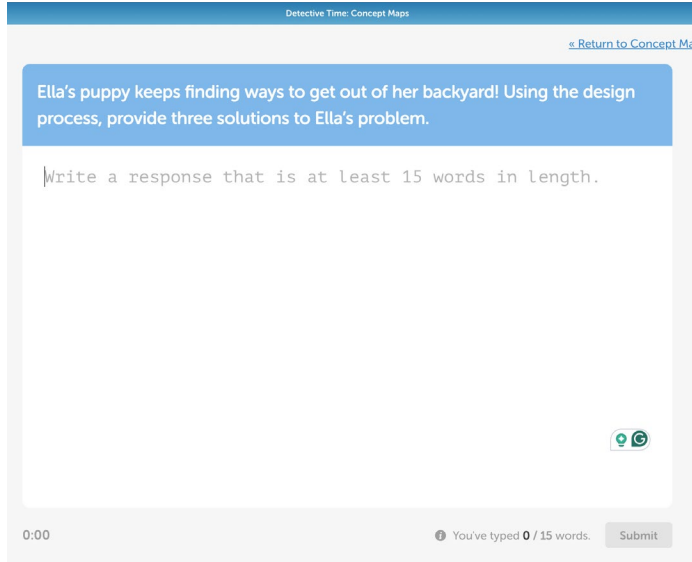 Detective Time: Concept Maps
« Return to Concept Ma
Ella's puppy keeps finding ways to get out of her backyard! Using the design
process, provide three solutions to Ella's problem.
Write a response that is at least 15 words in length.
0:00
You've typed 0 / 15 words.
Submit